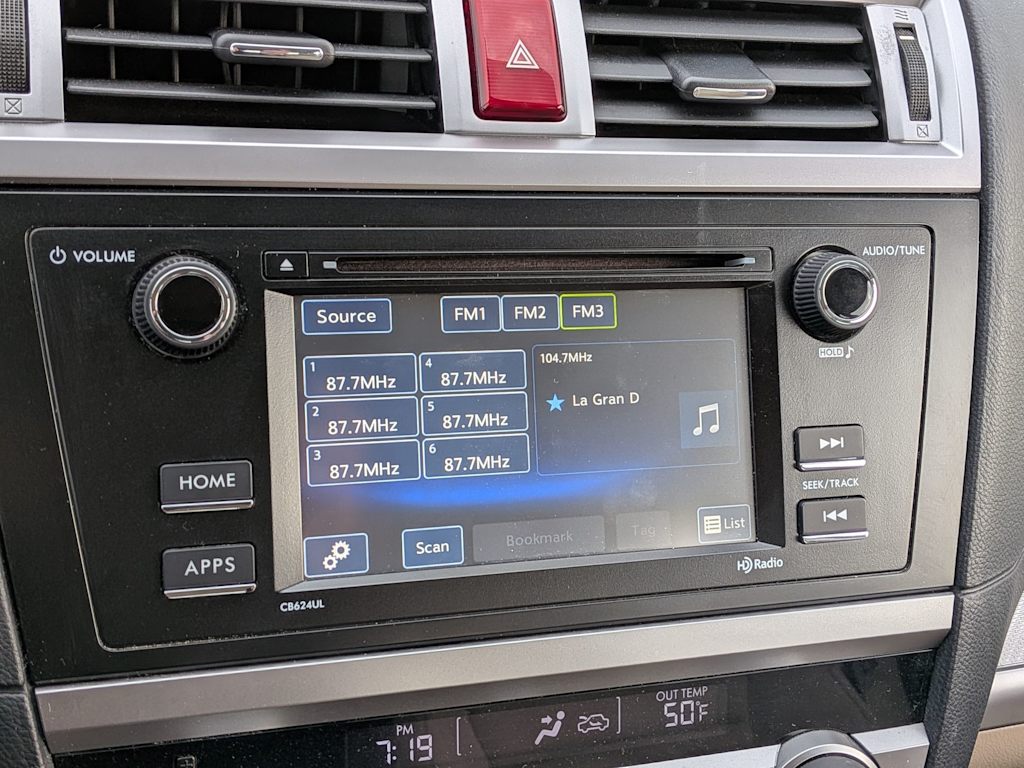 VOLUME
AUDIO/TUNE
HOLD
Source
FM1
FM2
FM3
1
87.7MHz
4
87.7MHz
2
87.7MHz
5
87.7MHz
3
87.7MHz
6
87.7MHz
104.7MHz
La Gran D
HOME
APPS
SEEK/TRACK
Scan
Bookmark
Tag
List
HD Radio
CB624UL
PM
7:19
OUT TEMP
50°F